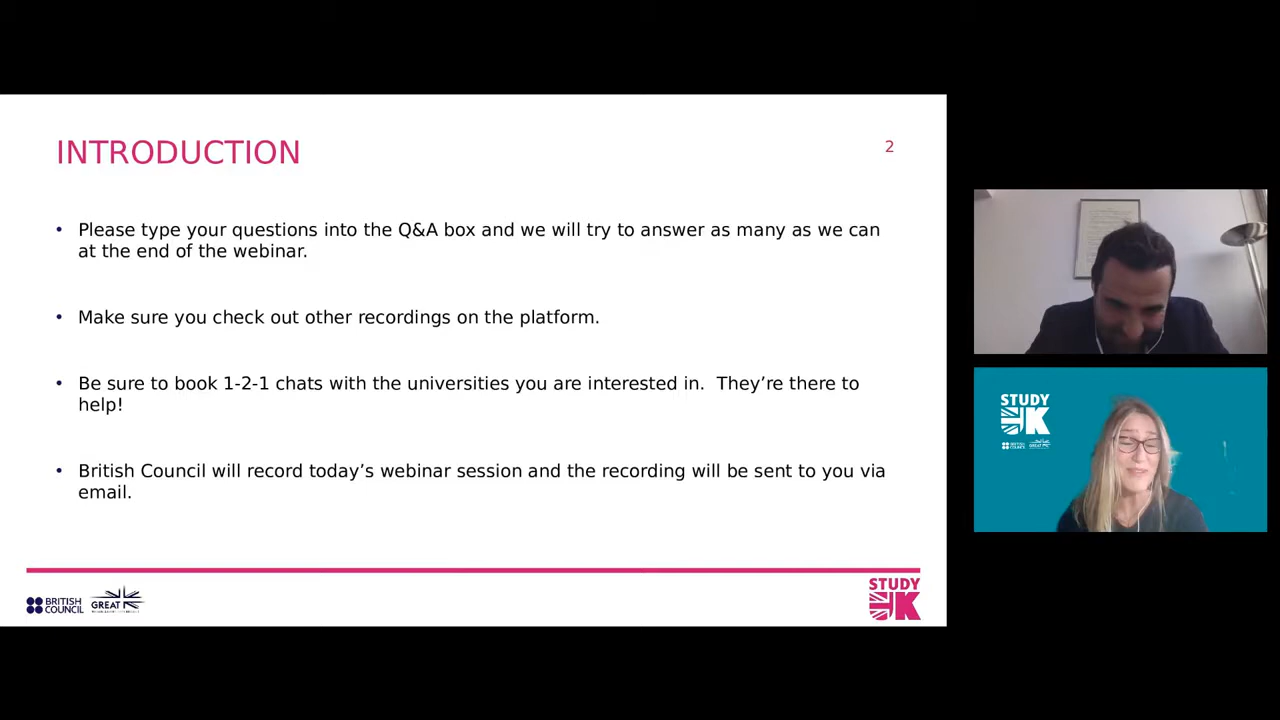 INTRODUCTION
2
• Please type your questions into the Q&A box and we will try to answer as many as we can
at the end of the webinar.
• Make sure you check out other recordings on the platform.
• Be sure to book 1-2-1 chats with the universities you are interested in.  They’re there to
help!
• British Council will record today’s webinar session and the recording will be sent to you via
email.
BRITISH
COUNCIL
GREAT
STUDY
UK
STUDY
UK